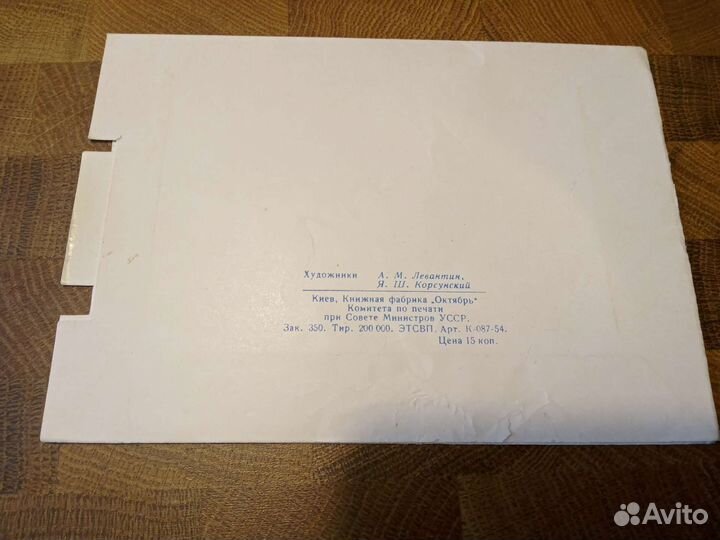 Художники А. М. Левантин,
Я. Ш. Корсунский
Киев, Книжная фабрика „Октябрь"
Комитета по печати
при Совете Министров УССР.
Зак. 350. Тир. 200 000. ЭТСВП. Арт. К-087-54.
Цена 15 коп.
Avito